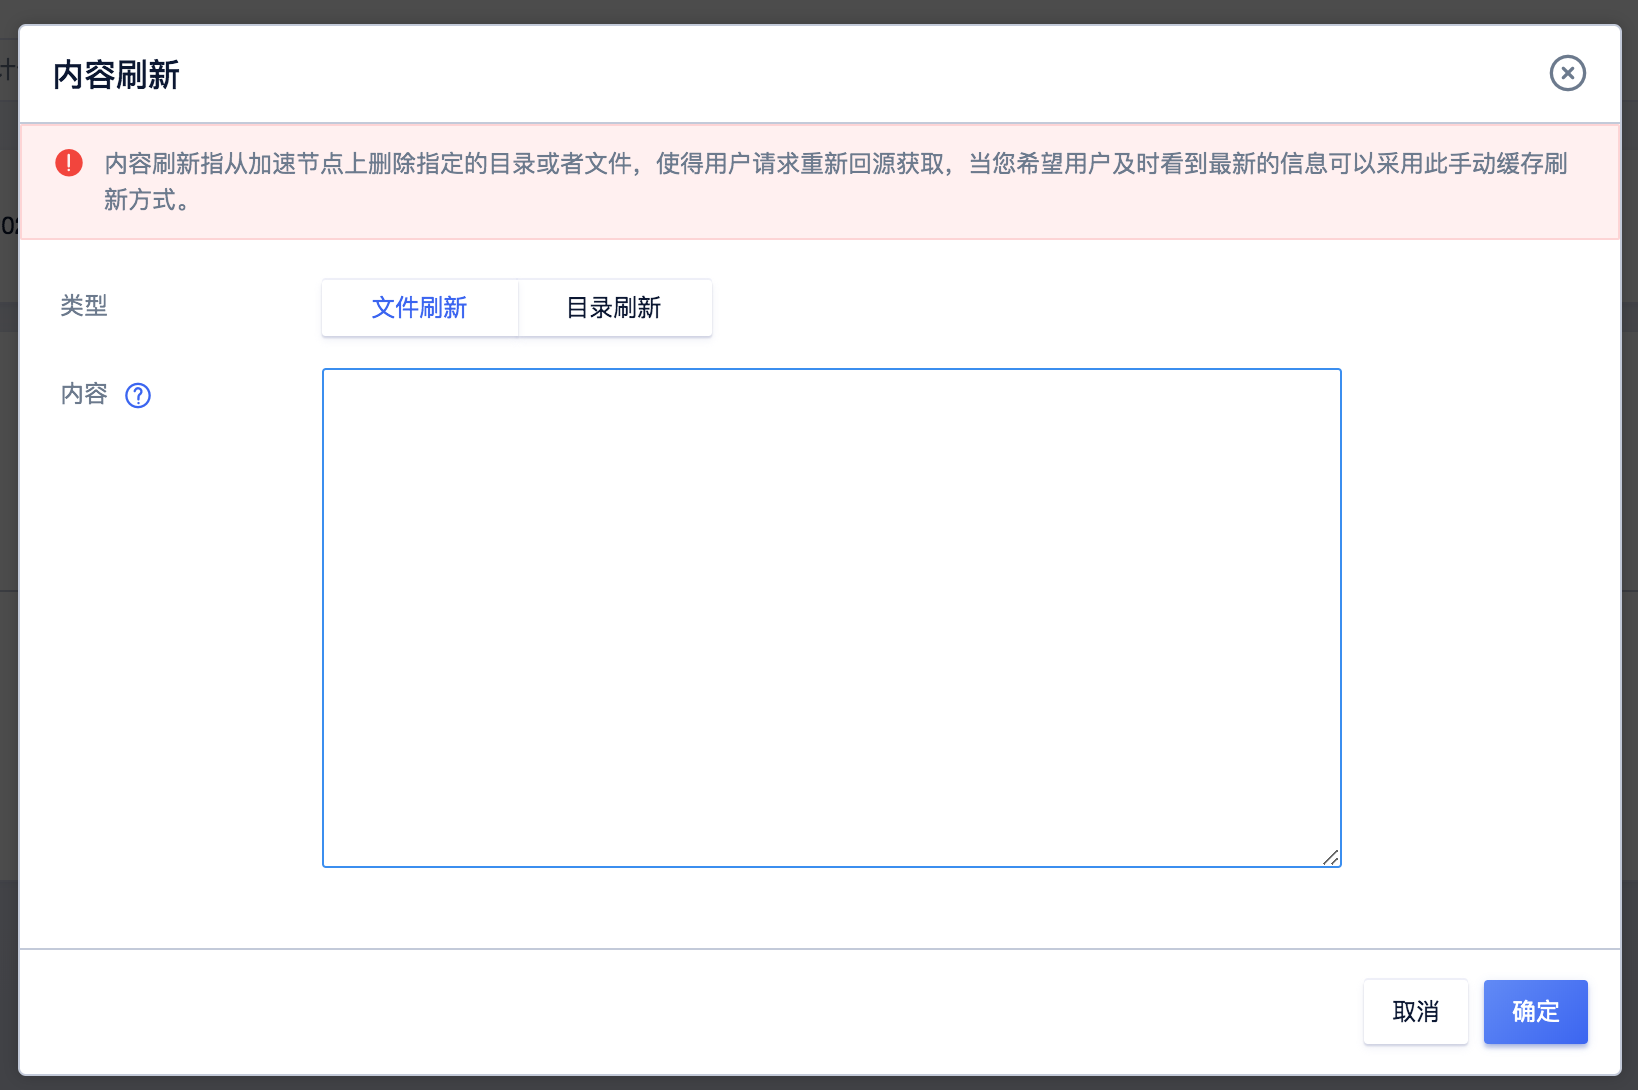 内容刷新
内容刷新指从加速节点上删除指定的目录或者文件，使得用户请求重新回源获取，当您希望用户及时看到最新的信息可以采用此手动缓存刷
新方式。
类型
文件刷新
目录刷新
内容
取消
确定